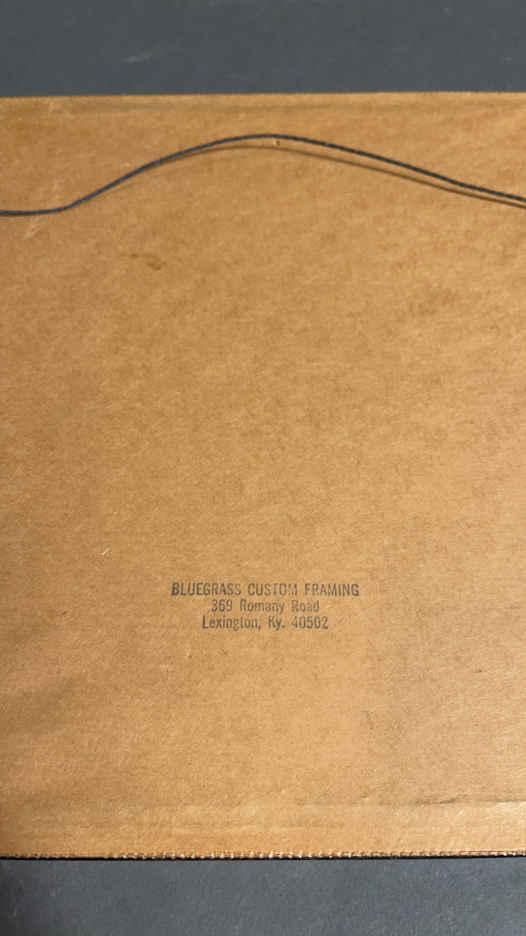 BLUEGRASS CUSTOM FRAMING
369 Romany Road
Lexington, Ky. 40502